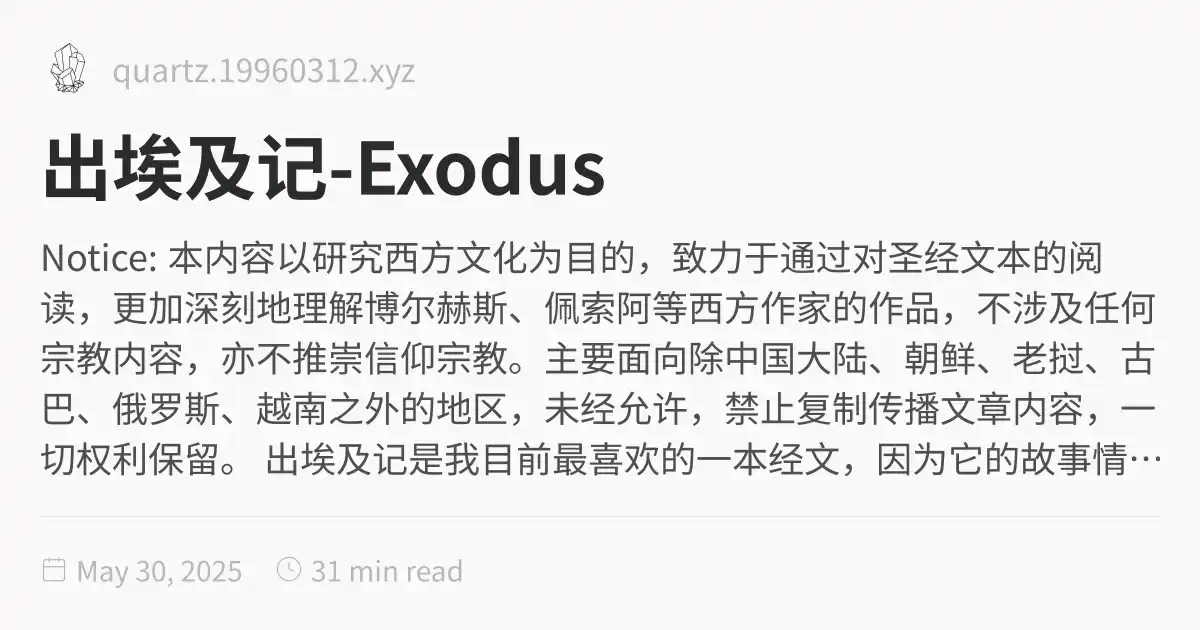 quartz.19960312.xyz
出埃及记-Exodus
Notice: 本内容以研究西方文化为目的，致力于通过对圣经文本的阅
读，更加深刻地理解博尔赫斯、佩索阿等西方作家的作品，不涉及任何
宗教内容，亦不推崇信仰宗教。主要面向除中国大陆、朝鲜、老挝、古
巴、俄罗斯、越南之外的地区，未经允许，禁止复制传播文章内容，一
切权利保留。 出埃及记是我目前最喜欢的一本经文，因为它的故事情…
May 30, 2025 31 min read